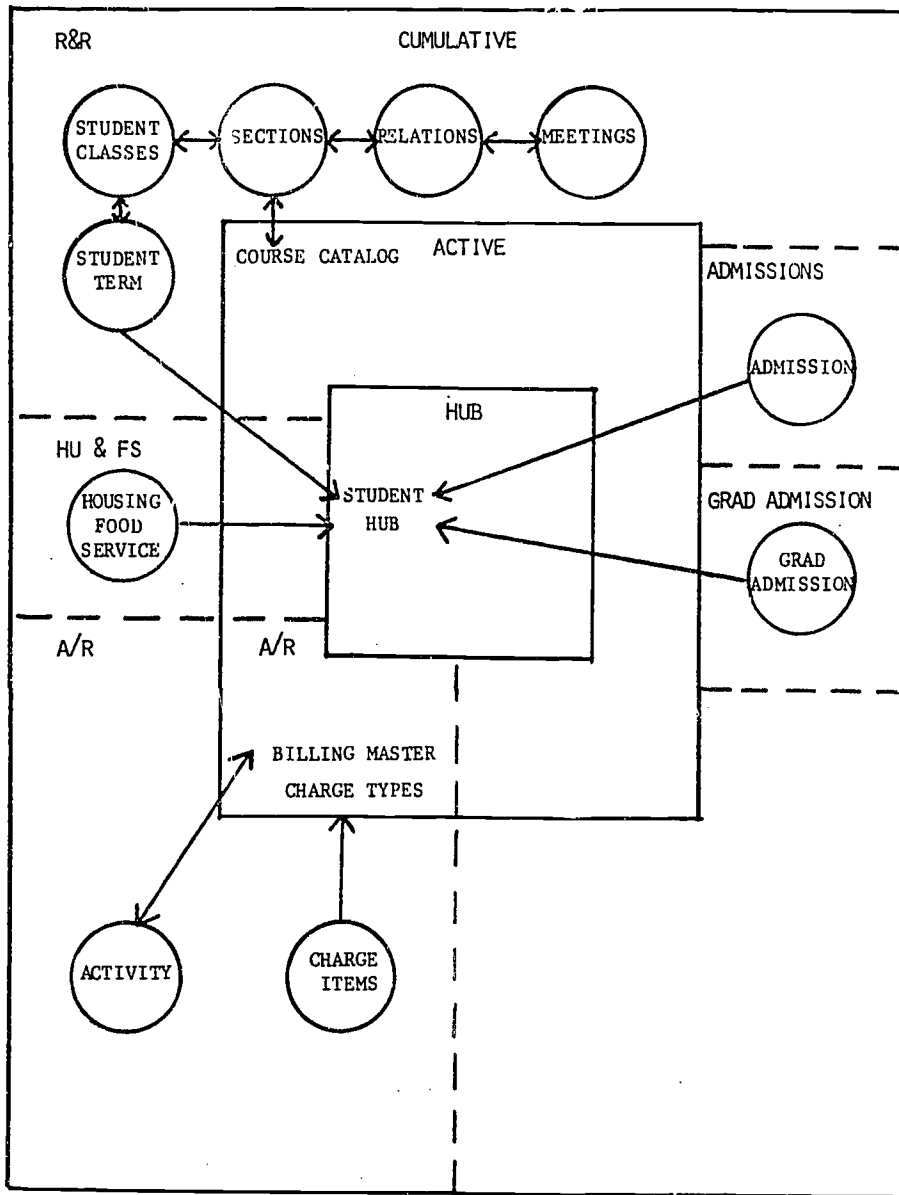 R&R
CUMULATIVE
STUDENT
CLASSES
SECTIONS
RELATIONS
MEETINGS
STUDENT
TERM
COURSE CATALOG
ACTIVE
ADMISSIONS
ADMISSION
HUB
HU & FS
HOUSING
FOOD
SERVICE
STUDENT
HUB
GRAD ADMISSION
GRAD
ADMISSION
A/R
A/R
BILLING MASTER
CHARGE TYPES
ACTIVITY
CHARGE
ITEMS